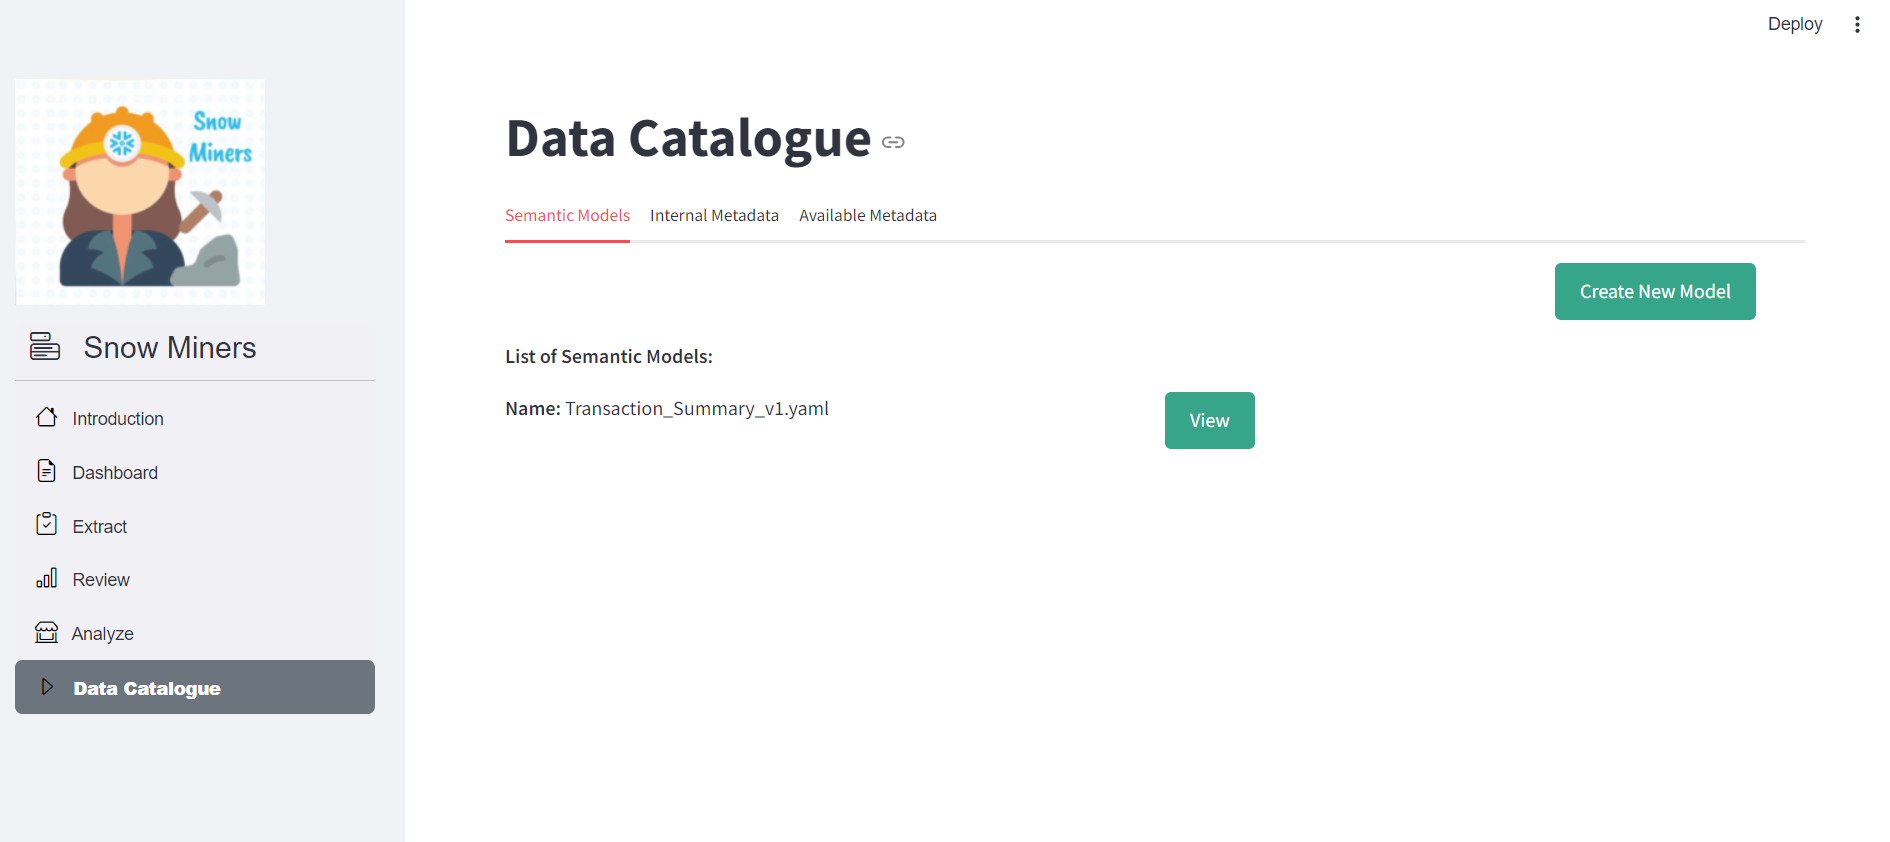 Deploy
Snow
Miners
Snow Miners
Introduction
Dashboard
Extract
Review
Analyze
Data Catalogue
Data Catalogue
Semantic Models Internal Metadata Available Metadata
Create New Model
List of Semantic Models:
Name: Transaction_Summary_v1.yaml
View